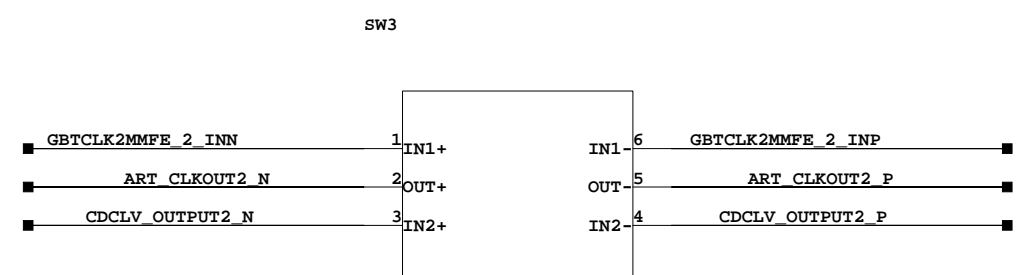 SW3
GBTCLK2MMFE_2_INN 1 IN1+ IN1- 6 GBTCLK2MMFE_2_INP
ART_CLKOUT2_N 2 OUT+ OUT- 5 ART_CLKOUT2_P
CDCLV_OUTPUT2_N 3 IN2+ IN2- 4 CDCLV_OUTPUT2_P